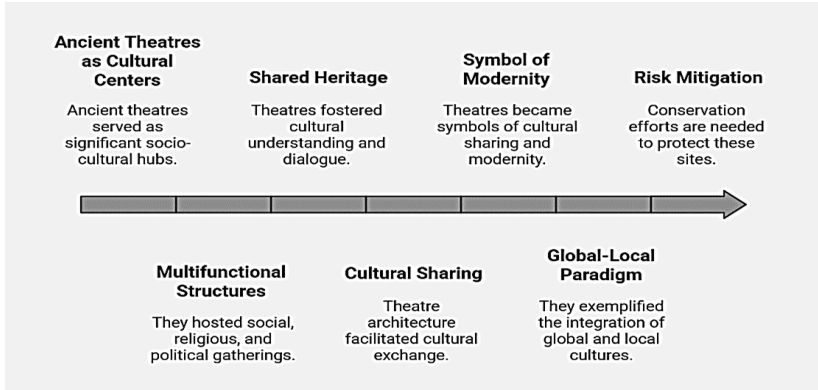 Ancient Theatres
as Cultural
Centers
Ancient theatres
served as
significant socio-
cultural hubs.
Shared Heritage
Theatres fostered
cultural
understanding and
dialogue.
Symbol of
Modernity
Theatres became
symbols of cultural
sharing and
modernity.
Risk Mitigation
Conservation
efforts are needed
to protect these
sites.
Multifunctional
Structures
They hosted social,
religious, and
political gatherings.
Cultural Sharing
Theatre
architecture
facilitated cultural
exchange.
Global-Local
Paradigm
They exemplified
the integration of
global and local
cultures.